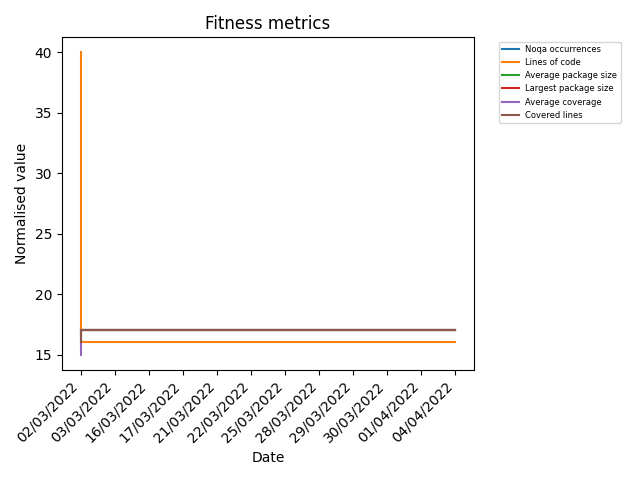 Fitness metrics
Noqa occurrences
Lines of code
Average package size
Largest package size
Average coverage
Covered lines
Normalised value
40
35
30
25
20
15
02/03/2022
03/03/2022
16/03/2022
17/03/2022
21/03/2022
22/03/2022
25/03/2022
28/03/2022
29/03/2022
30/03/2022
01/04/2022
04/04/2022
Date